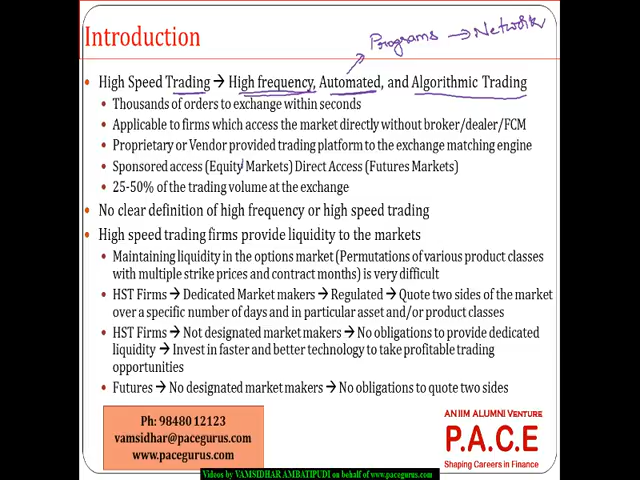 Introduction
Programs → Network
High Speed Trading → High frequency, Automated, and Algorithmic Trading
Thousands of orders to exchange within seconds
Applicable to firms which access the market directly without broker/dealer/FCM
Proprietary or Vendor provided trading platform to the exchange matching engine
Sponsored access (Equity Markets) Direct Access (Futures Markets)
25-50% of the trading volume at the exchange
No clear definition of high frequency or high speed trading
High speed trading firms provide liquidity to the markets
Maintaining liquidity in the options market (Permutations of various product classes
with multiple strike prices and contract months) is very difficult
HST Firms → Dedicated Market makers → Regulated → Quote two sides of the market
over a specific number of days and in particular asset and/or product classes
HST Firms → Not designated market makers → No obligations to provide dedicated
liquidity → Invest in faster and better technology to take profitable trading
opportunities
Futures → No designated market makers → No obligations to quote two sides
Ph: 98480 12123
vamsidhar@pacegurus.com
www.pacegurus.com
AN IIM ALUMNI VENTURE
P.A.C.E
Shaping Careers in Finance
Videos by VAMSIDHAR AMBATIPUDI on behalf of www.pacegurus.com